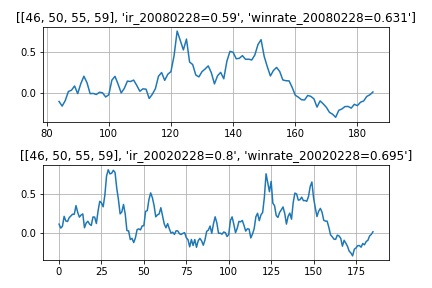 [[46, 50, 55, 59], 'ir_20080228=0.59', 'winrate_20080228=0.631']
0.5
0.0
80 100 120 140 160 180
[[46, 50, 55, 59], 'ir_20020228=0.8', 'winrate_20020228=0.695']
0.5
0.0
0 25 50 75 100 125 150 175